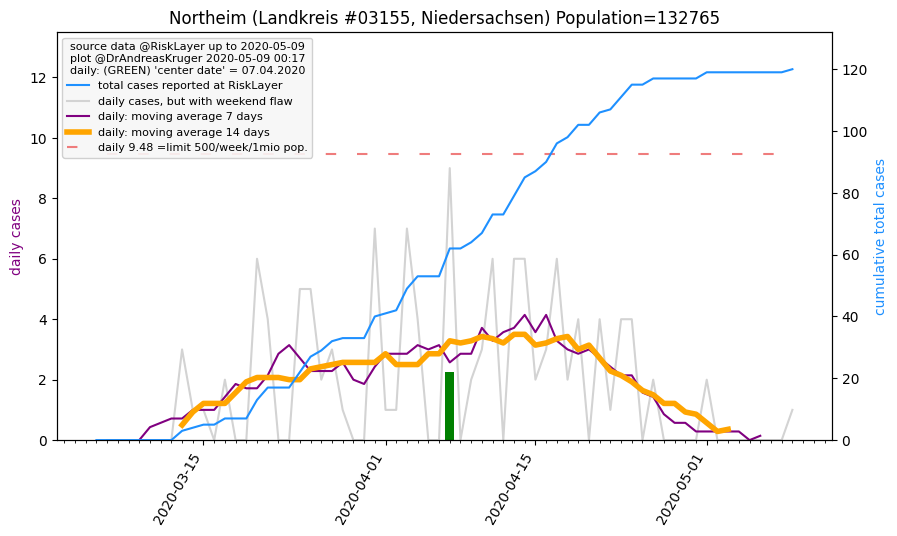 Northeim (Landkreis #03155, Niedersachsen) Population=132765
source data @RiskLayer up to 2020-05-09
plot @DrAndreasKruger 2020-05-09 00:17
daily: (GREEN) 'center date' = 07.04.2020
total cases reported at RiskLayer
daily cases, but with weekend flaw
daily: moving average 7 days
daily: moving average 14 days
daily 9.48 =limit 500/week/1mio pop.
daily cases
12
10
8
6
4
2
0
120
100
80
60
40
20
0
cumulative total cases
2020-03-15
2020-04-01
2020-04-15
2020-05-01